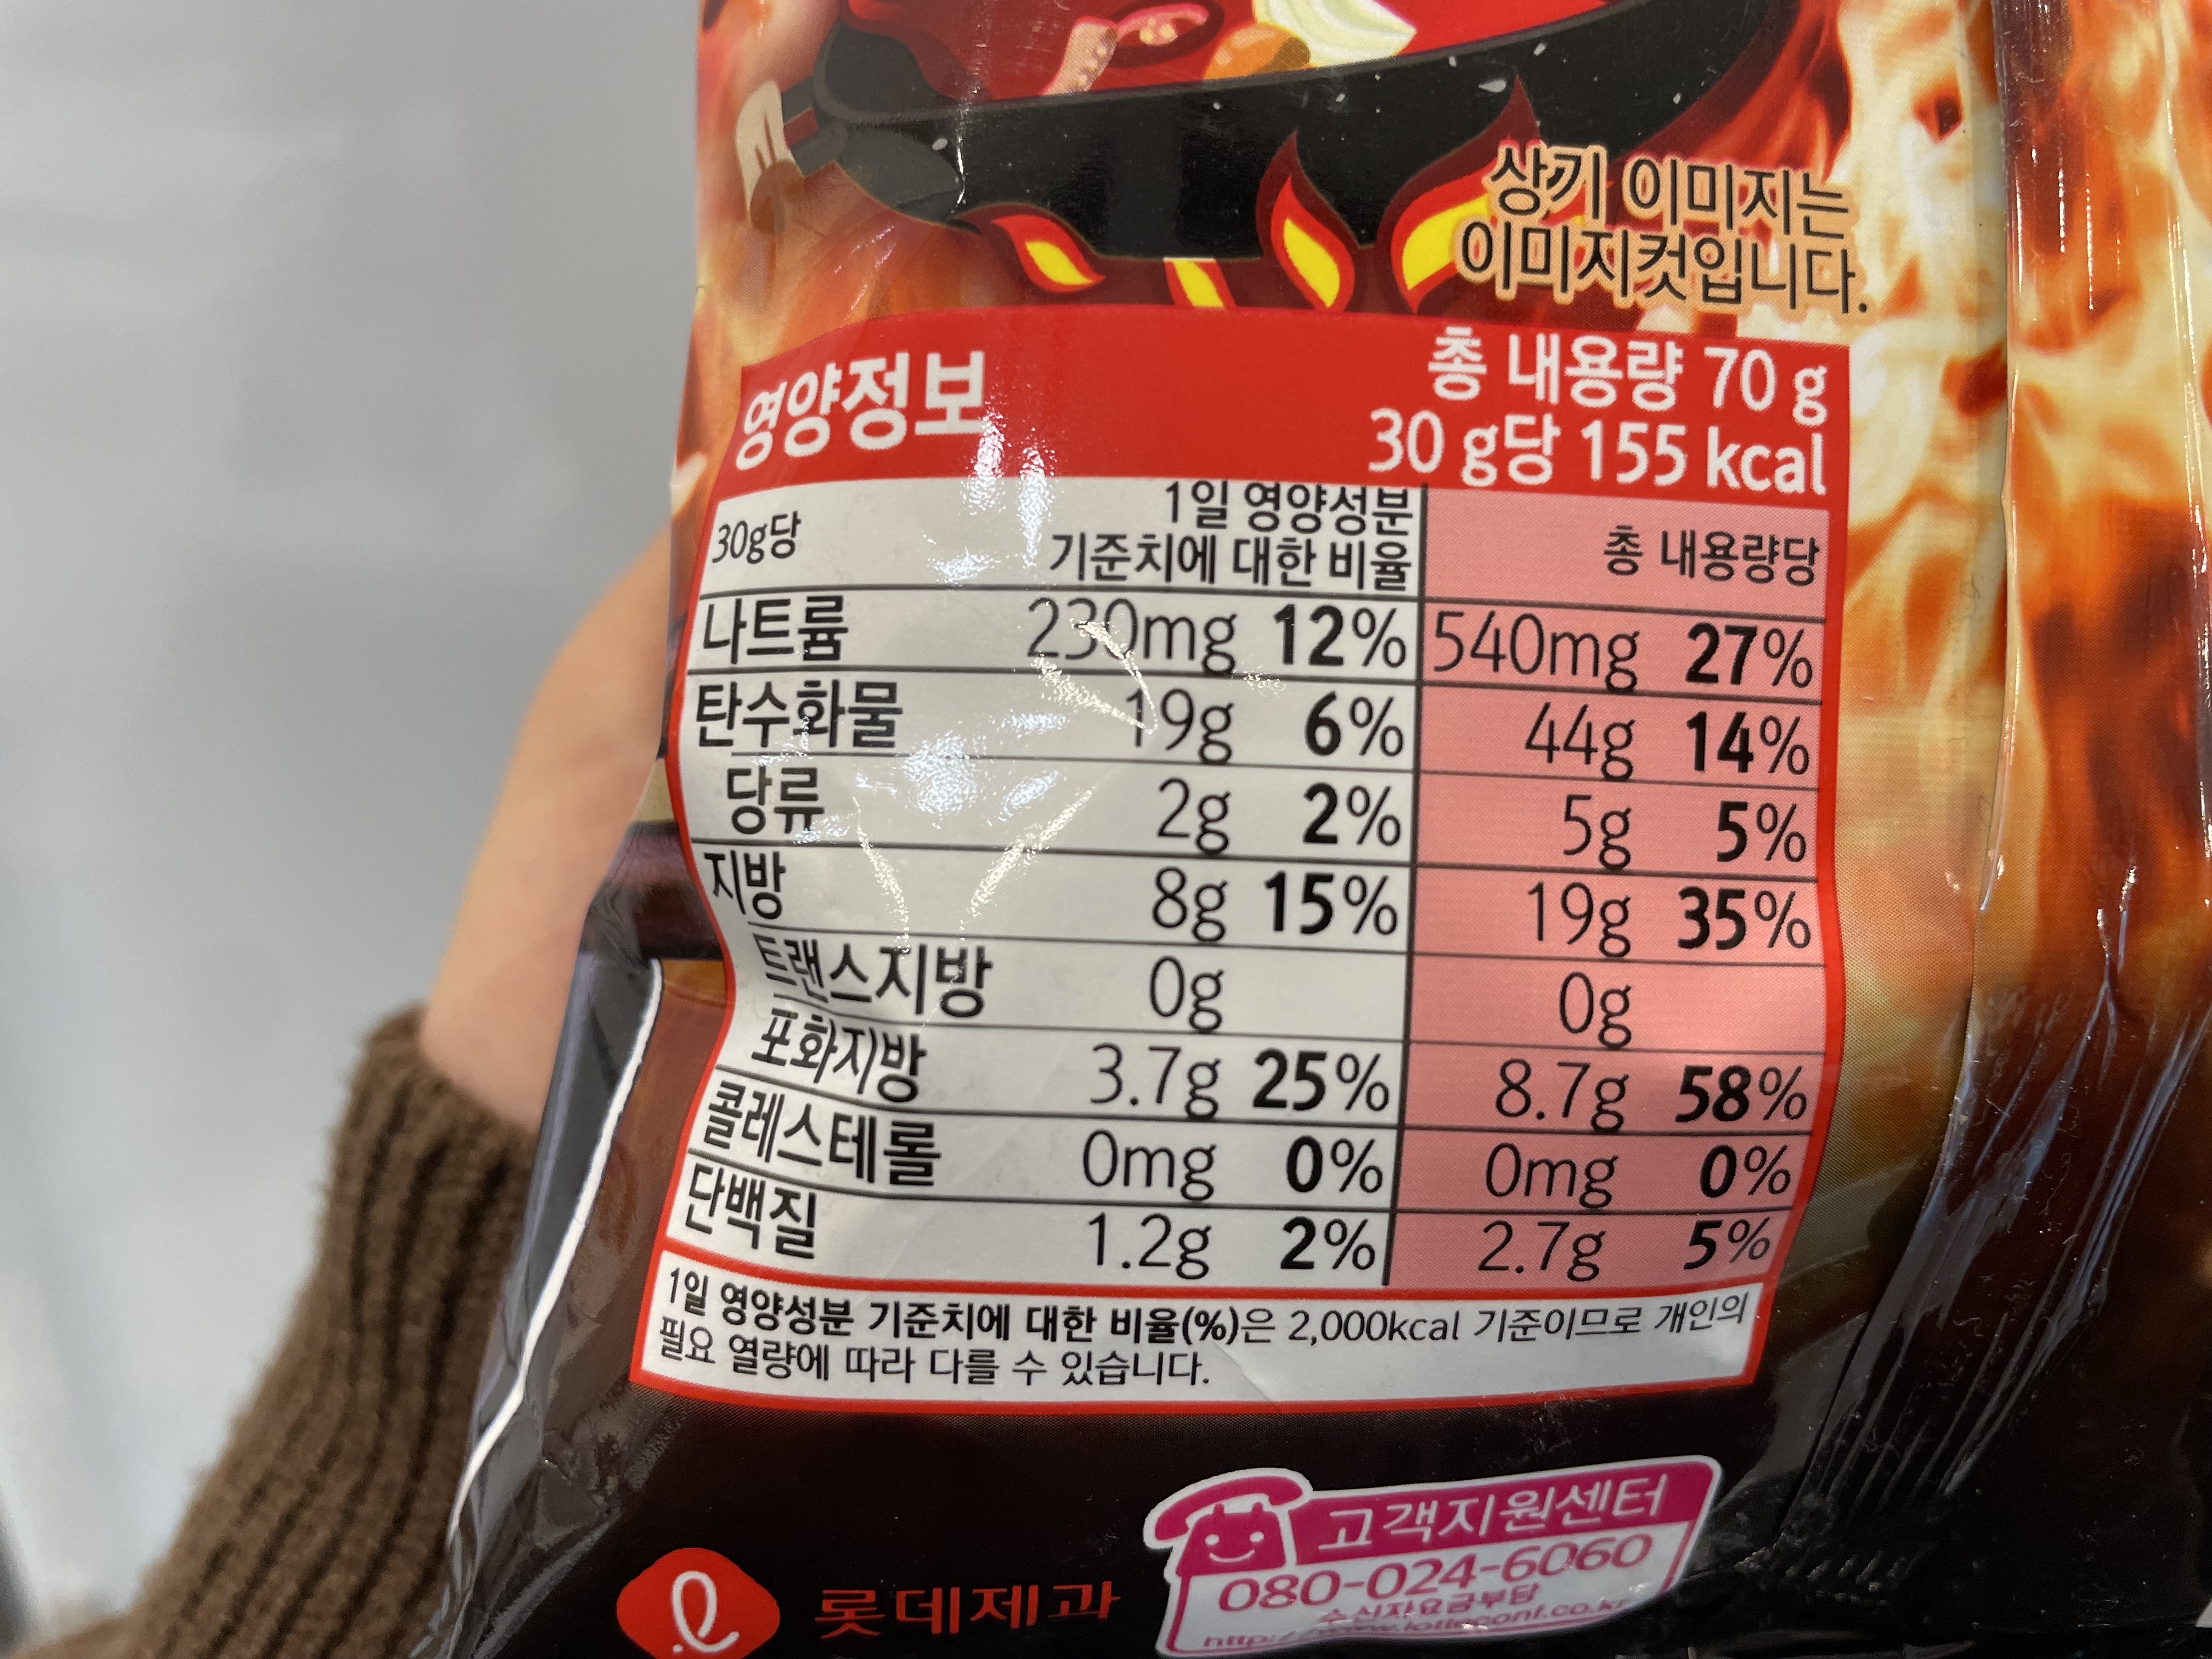 상기 이미지는
이미지컷입니다.
영양정보
총 내용량 70 g
30 g당 155 kcal
30g당
1일 영양성분
기준치에 대한 비율
총 내용량당
나트륨 230mg 12% 540mg 27%
탄수화물 19g 6% 44g 14%
당류 2g 2% 5g 5%
지방 8g 15% 19g 35%
트랜스지방 0g 0g
포화지방 3.7g 25% 8.7g 58%
콜레스테롤 0mg 0% 0mg 0%
단백질 1.2g 2% 2.7g 5%
1일 영양성분 기준치에 대한 비율(%)은 2,000kcal 기준이므로 개인의
필요 열량에 따라 다를 수 있습니다.
롯데제과
고객지원센터
080-024-6060
수신자요금부담